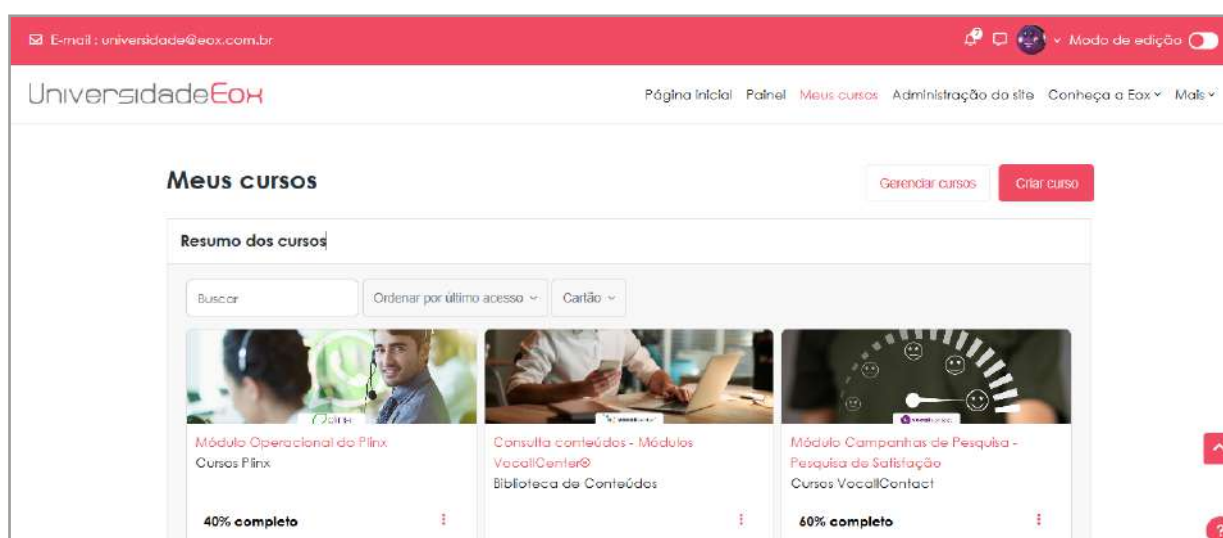 E-mail : universidade@eox.com.br
7
Modo de edição
UniversidadeEox
Página inicial Painel Meus cursos Administração do site Conheça a Eox Mais
Meus cursos
Gerenciar cursos
Criar curso
Resumo dos cursos
Buscar
Ordenar por último acesso
Cartão
Módulo Operacional do Plinx
Cursos Plinx
40% completo
Consulta conteúdos - Módulos
VocallCenter®
Biblioteca de Conteúdos
Módulo Campanhas de Pesquisa -
Pesquisa de Satisfação
Cursos VocallContact
60% completo
?